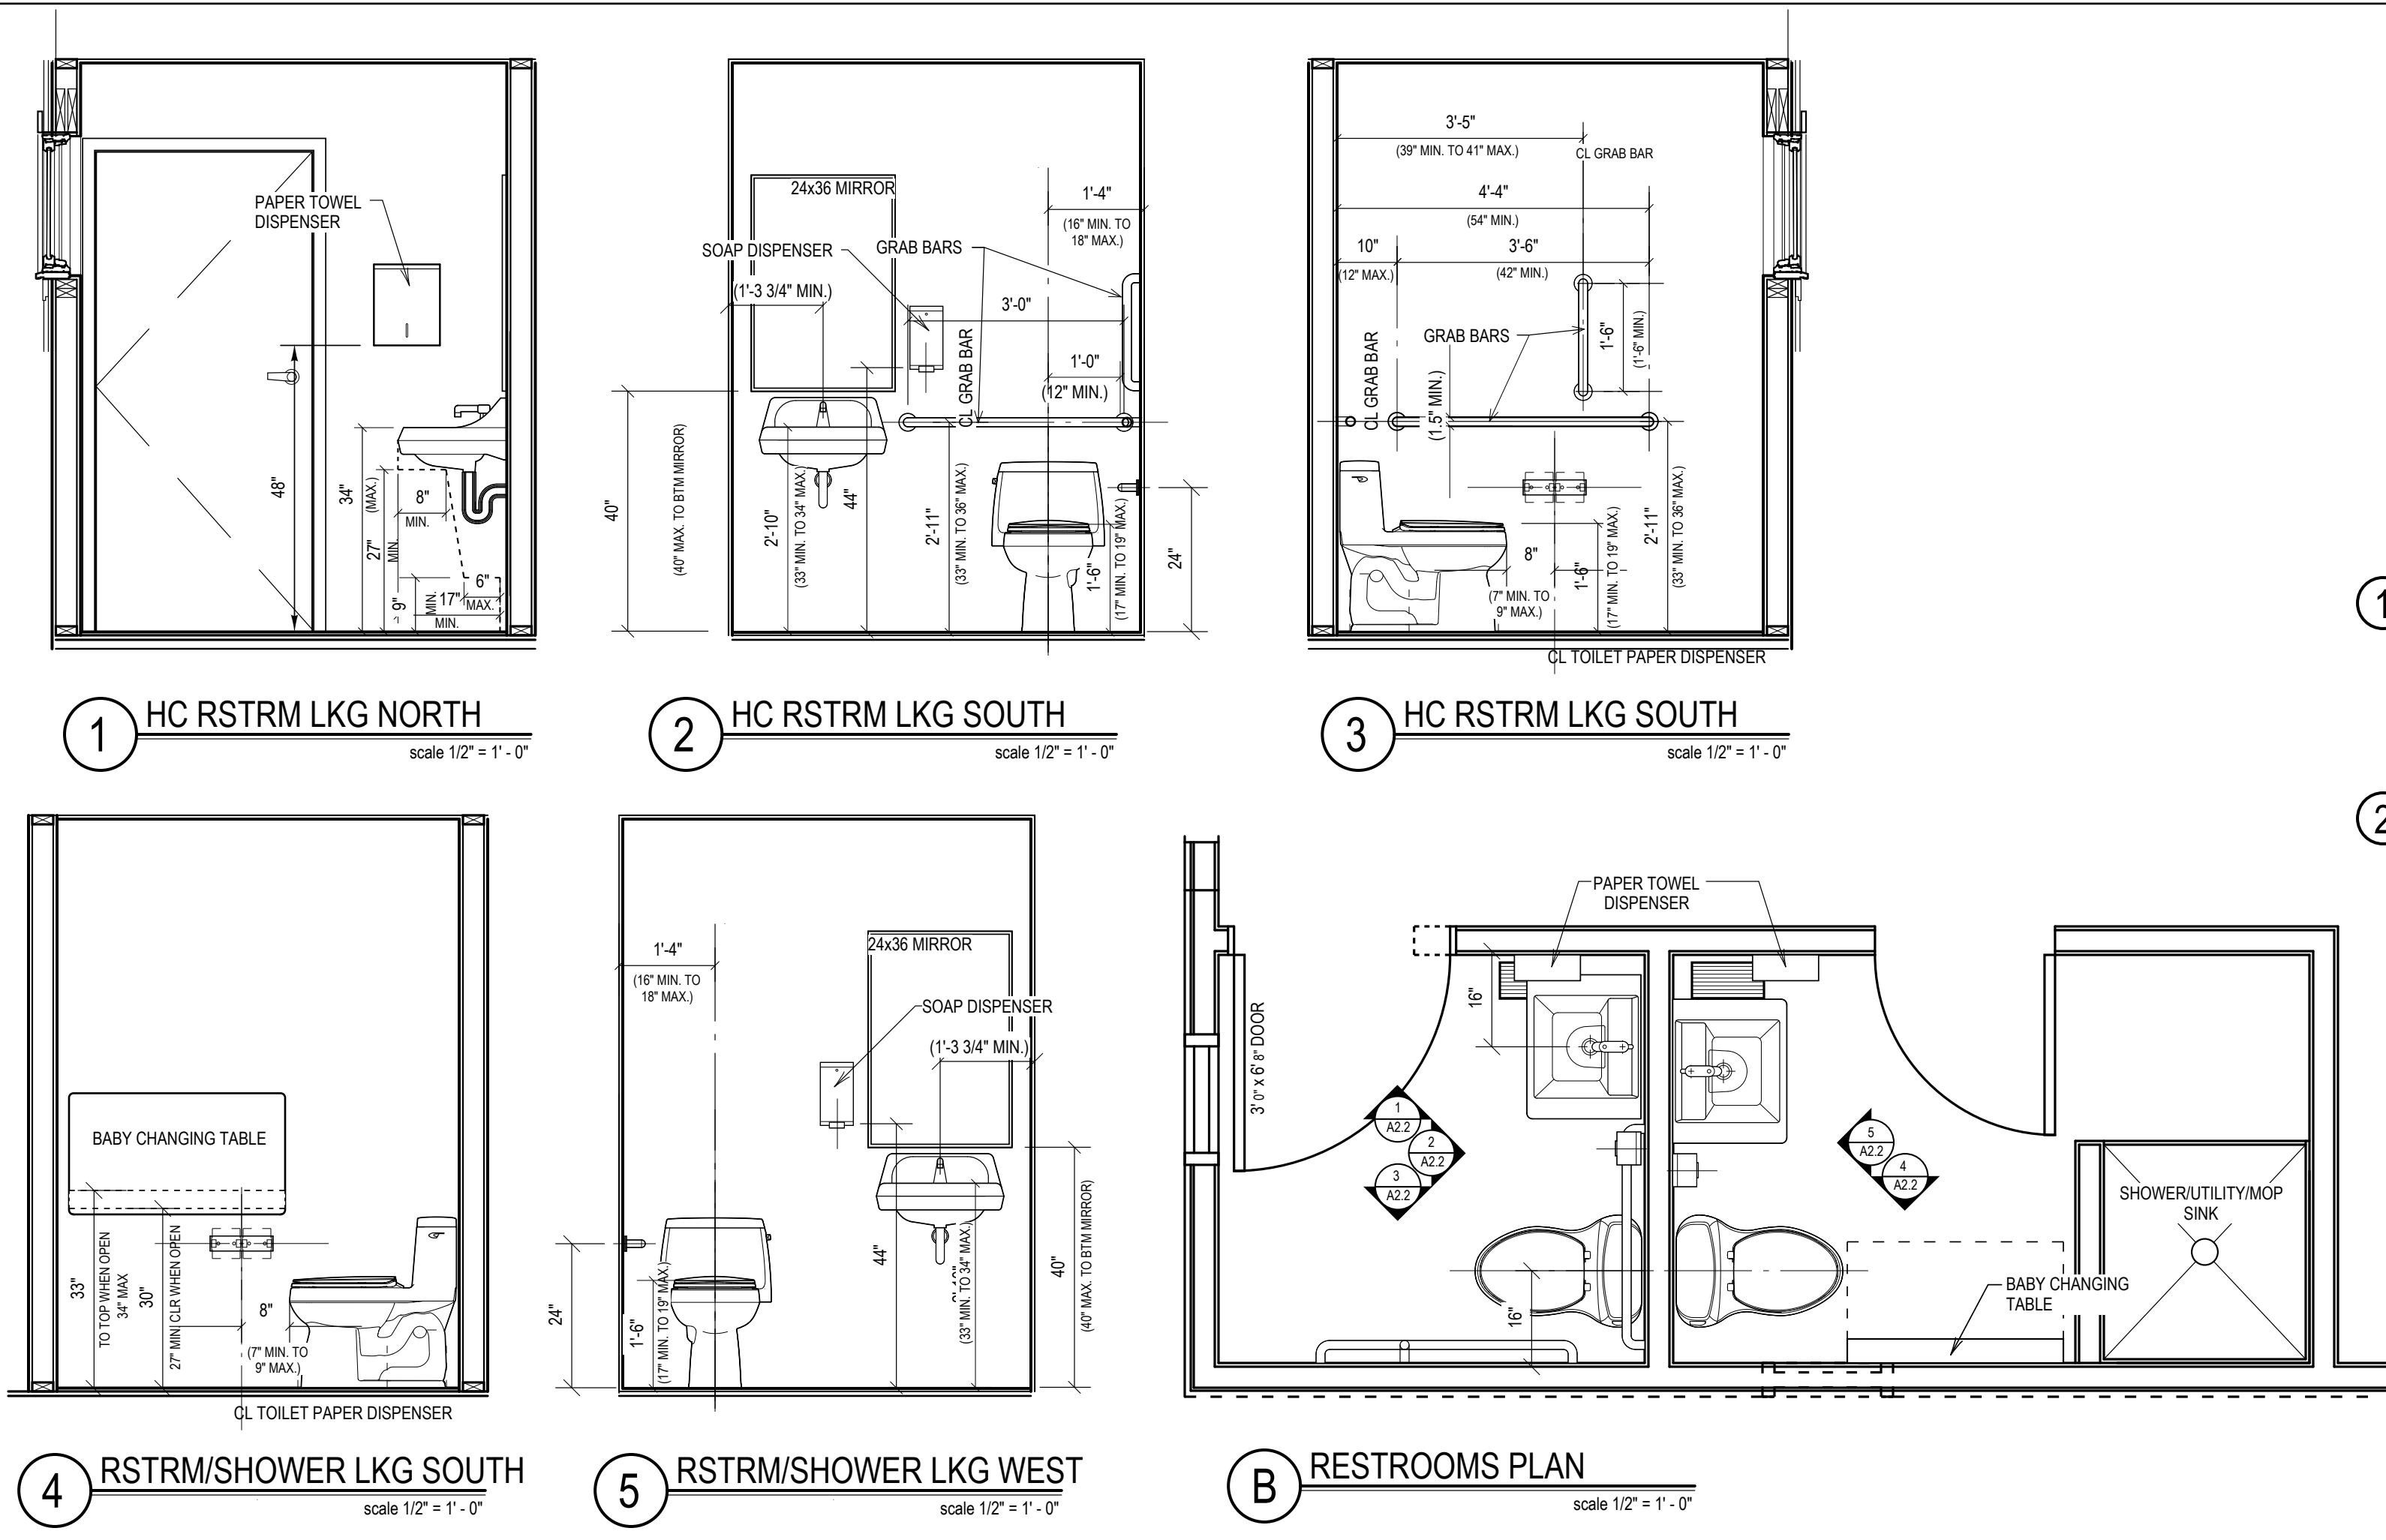 PAPER TOWEL
DISPENSER
48"
34"
(MAX.)
27"
MIN.
8"
MIN.
9"
MIN.
17"
MIN.
6"
MAX.
1
HC RSTRM LKG NORTH
scale 1/2" = 1' - 0"
24x36 MIRROR
SOAP DISPENSER
GRAB BARS
1'-4"
(16" MIN. TO
18" MAX.)
(1'-3 3/4" MIN.)
3'-0"
CL GRAB BAR
1'-0"
(12" MIN.)
40"
(40" MAX. TO BTM MIRROR)
2'-10"
(33" MIN. TO 34" MAX.)
44"
2'-11"
(33" MIN. TO 36" MAX.)
1'-6"
(17" MIN. TO 19" MAX.)
24"
2
HC RSTRM LKG SOUTH
scale 1/2" = 1' - 0"
3'-5"
(39" MIN. TO 41" MAX.)
CL GRAB BAR
4'-4"
(54" MIN.)
10"
(12" MAX.)
3'-6"
(42" MIN.)
CL GRAB BAR
GRAB BARS
(1.5" MIN.)
1'-6"
(1'-6" MIN.)
8"
(7" MIN. TO
9" MAX.)
1'-6"
(17" MIN. TO 19" MAX.)
2'-11"
(33" MIN. TO 36" MAX.)
CL TOILET PAPER DISPENSER
3
HC RSTRM LKG SOUTH
scale 1/2" = 1' - 0"
1
2
BABY CHANGING TABLE
33"
TO TOP WHEN OPEN
34" MAX
30"
27" MIN CLR WHEN OPEN
8"
(7" MIN. TO
9" MAX.)
CL TOILET PAPER DISPENSER
4
RSTRM/SHOWER LKG SOUTH
scale 1/2" = 1' - 0"
1'-4"
(16" MIN. TO
18" MAX.)
24x36 MIRROR
SOAP DISPENSER
(1'-3 3/4" MIN.)
24"
1'-6"
(17" MIN. TO 19" MAX.)
44"
(33" MIN. TO 34" MAX.)
40"
(40" MAX. TO BTM MIRROR)
5
RSTRM/SHOWER LKG WEST
scale 1/2" = 1' - 0"
PAPER TOWEL
DISPENSER
3' 0" x 6' 8" DOOR
16"
1
A2.2
2
A2.2
3
A2.2
5
A2.2
4
A2.2
SHOWER/UTILITY/MOP
SINK
BABY CHANGING
TABLE
16"
B
RESTROOMS PLAN
scale 1/2" = 1' - 0"